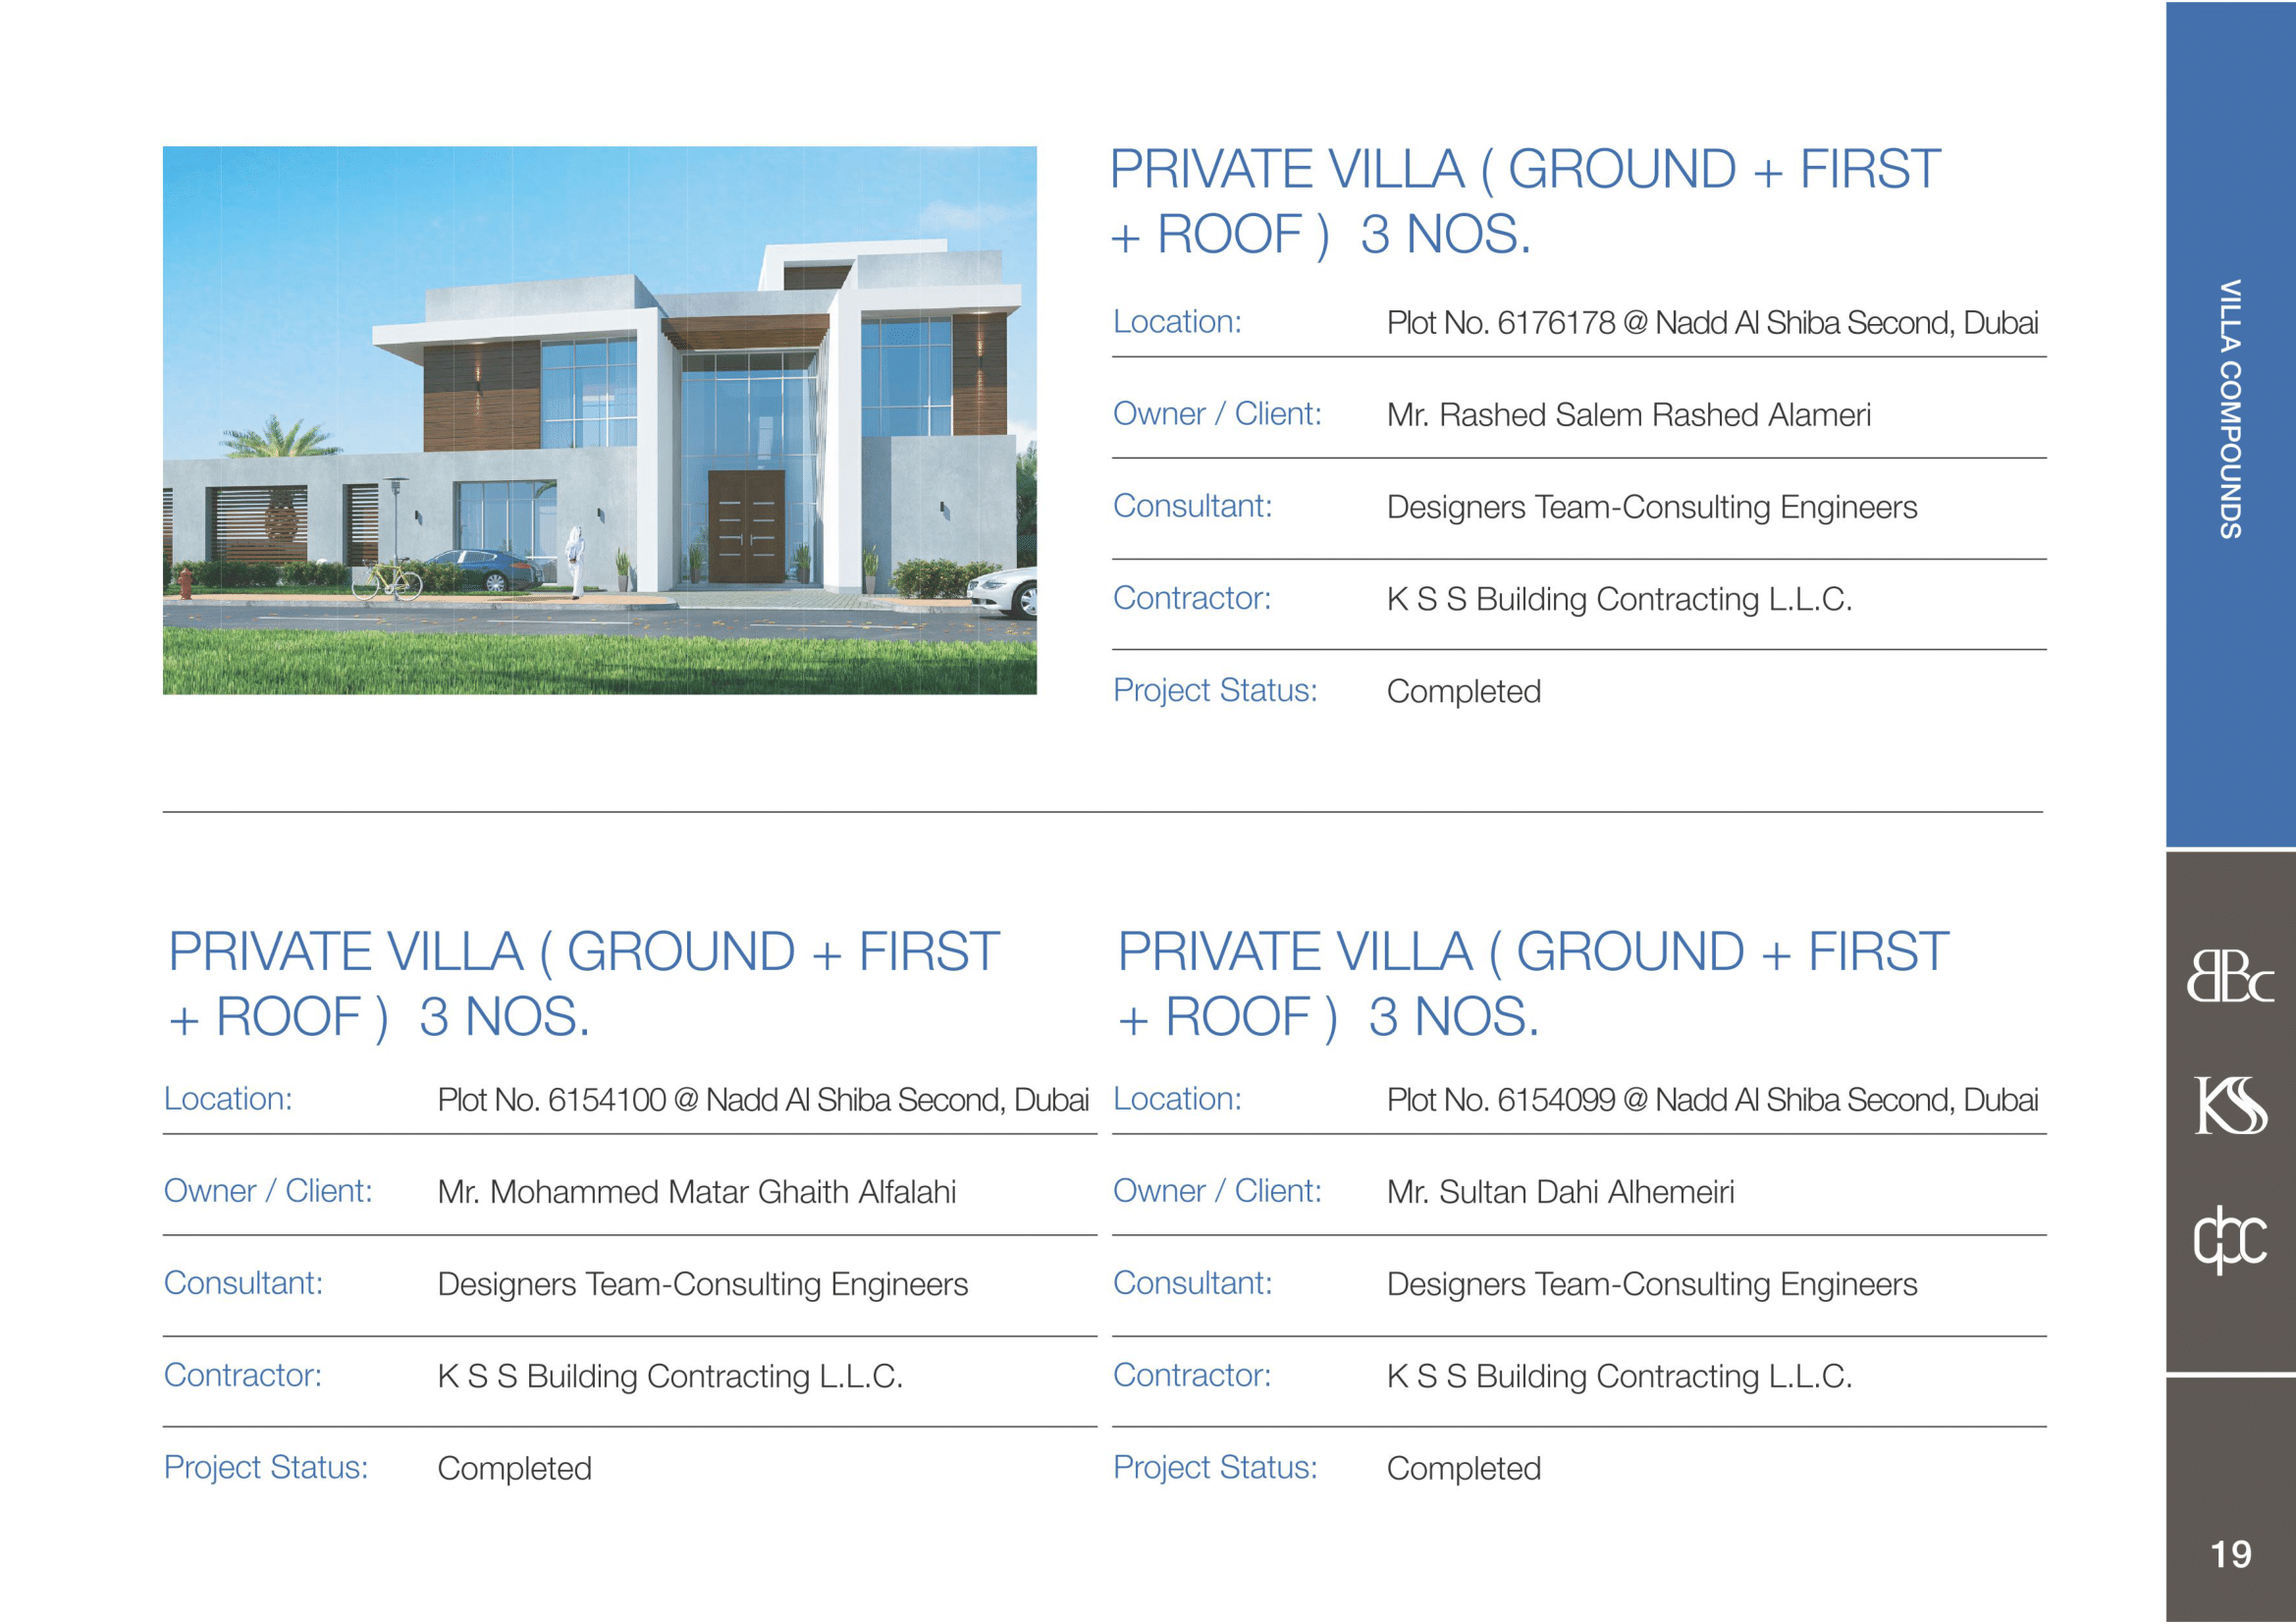 PRIVATE VILLA ( GROUND + FIRST
+ ROOF ) 3 NOS.
Location: Plot No. 6176178 @ Nadd Al Shiba Second, Dubai
Owner / Client: Mr. Rashed Salem Rashed Alameri
Consultant: Designers Team-Consulting Engineers
Contractor: K S S Building Contracting L.L.C.
Project Status: Completed
PRIVATE VILLA ( GROUND + FIRST
+ ROOF ) 3 NOS.
Location: Plot No. 6154100 @ Nadd Al Shiba Second, Dubai
Owner / Client: Mr. Mohammed Matar Ghaith Alfalahi
Consultant: Designers Team-Consulting Engineers
Contractor: K S S Building Contracting L.L.C.
Project Status: Completed
PRIVATE VILLA ( GROUND + FIRST
+ ROOF ) 3 NOS.
Location: Plot No. 6154099 @ Nadd Al Shiba Second, Dubai
Owner / Client: Mr. Sultan Dahi Alhemeiri
Consultant: Designers Team-Consulting Engineers
Contractor: K S S Building Contracting L.L.C.
Project Status: Completed
VILLA COMPOUNDS
BBc
KS
19